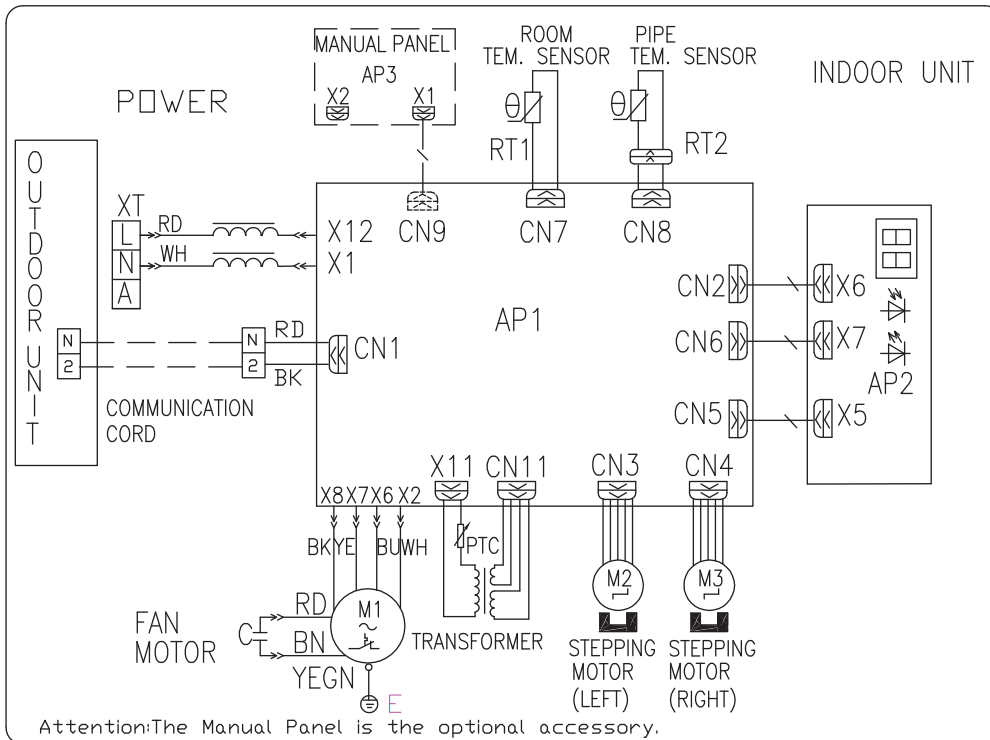 MANUAL PANEL
AP3
X2 X1
ROOM
TEM. SENSOR
PIPE
TEM. SENSOR
INDOOR UNIT
POWER
θ
RT1
θ
RT2
OUTDOOR UNIT
XT
L
N
A
RD
WH
X12
X1
CN9
CN7
CN8
AP1
CN2
CN6
CN5
X6
X7
X5
AP2
N
2
N
2
RD
BK
CN1
COMMUNICATION
CORD
X11
CN11
CN3
CN4
X8 X7 X6 X2
BK YE BU WH
PTC
M1
~
M2
M3
FAN
MOTOR
C
RD
BN
YEGN
E
TRANSFORMER
STEPPING
MOTOR
(LEFT)
STEPPING
MOTOR
(RIGHT)
Attention:The Manual Panel is the optional accessory.